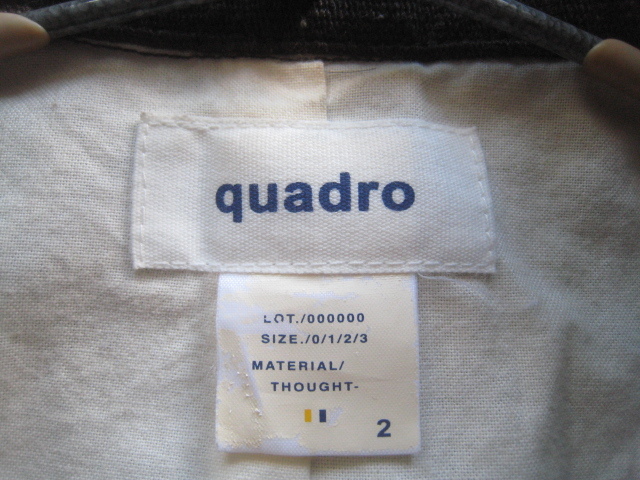 quadro
LOT./000000
SIZE./0/1/2/3
MATERIAL/
THOUGHT-
2